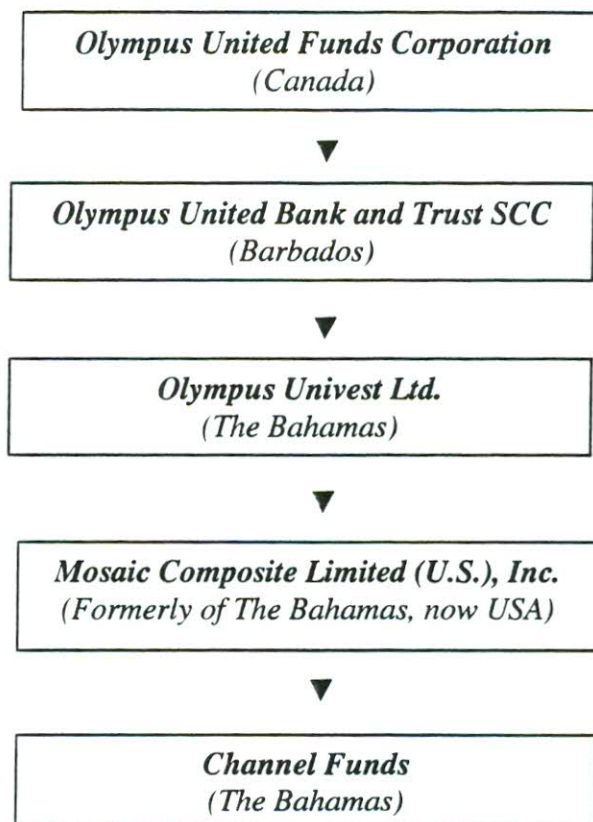 Olympus United Funds Corporation
(Canada)
Olympus United Bank and Trust SCC
(Barbados)
Olympus Univest Ltd.
(The Bahamas)
Mosaic Composite Limited (U.S.), Inc.
(Formerly of The Bahamas, now USA)
Channel Funds
(The Bahamas)